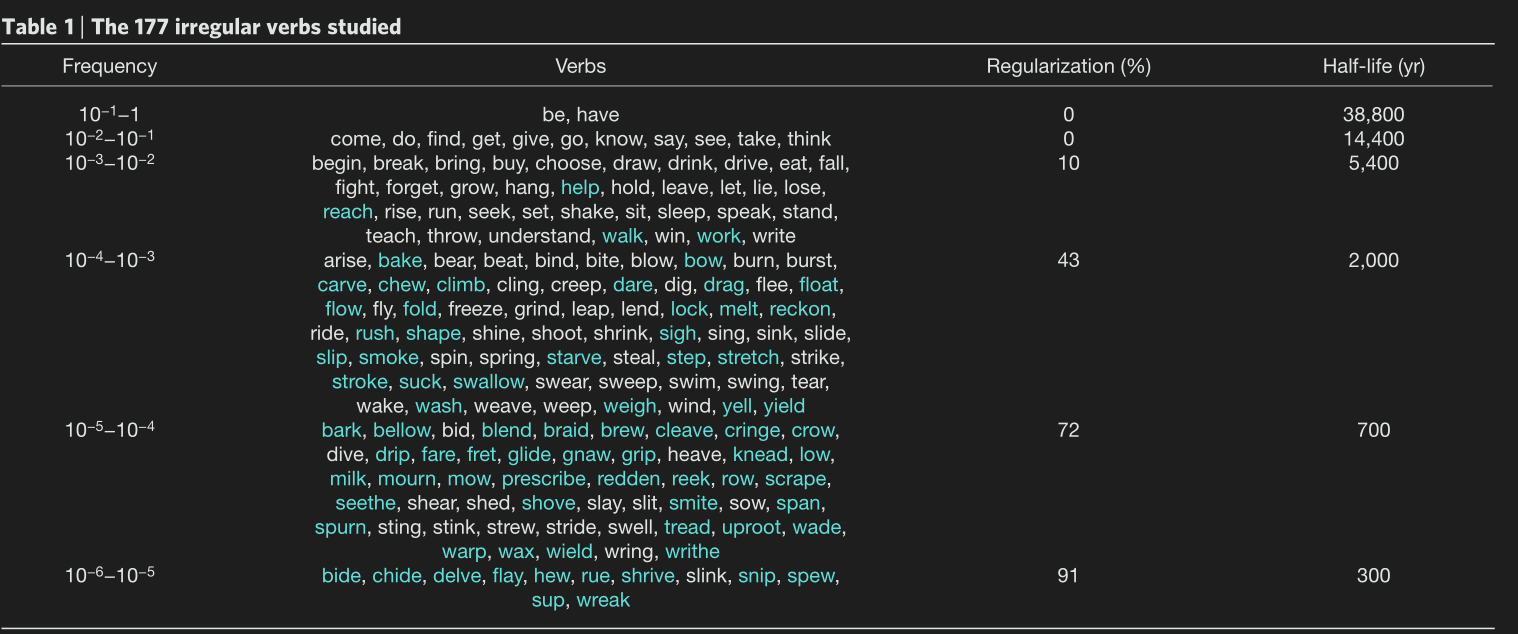 Table 1 | The 177 irregular verbs studied
Frequency Verbs Regularization (%) Half-life (yr)
10⁻¹–1 be, have 0 38,800
10⁻²–10⁻¹ come, do, find, get, give, go, know, say, see, take, think 0 14,400
10⁻³–10⁻² begin, break, bring, buy, choose, draw, drink, drive, eat, fall, 10 5,400
fight, forget, grow, hang, help, hold, leave, let, lie, lose,
reach, rise, run, seek, set, shake, sit, sleep, speak, stand,
teach, throw, understand, walk, win, work, write
10⁻⁴–10⁻³ arise, bake, bear, beat, bind, bite, blow, bow, burn, burst, 43 2,000
carve, chew, climb, cling, creep, dare, dig, drag, flee, float,
flow, fly, fold, freeze, grind, leap, lend, lock, melt, reckon,
ride, rush, shape, shine, shoot, shrink, sigh, sing, sink, slide,
slip, smoke, spin, spring, starve, steal, step, stretch, strike,
stroke, suck, swallow, swear, sweep, swim, swing, tear,
wake, wash, weave, weep, weigh, wind, yell, yield
10⁻⁵–10⁻⁴ bark, bellow, bid, blend, braid, brew, cleave, cringe, crow, 72 700
dive, drip, fare, fret, glide, gnaw, grip, heave, knead, low,
milk, mourn, mow, prescribe, redden, reek, row, scrape,
seethe, shear, shed, shove, slay, slit, smite, sow, span,
spurn, sting, stink, strew, stride, swell, tread, uproot, wade,
warp, wax, wield, wring, writhe
10⁻⁶–10⁻⁵ bide, chide, delve, flay, hew, rue, shrive, slink, snip, spew, 91 300
sup, wreak